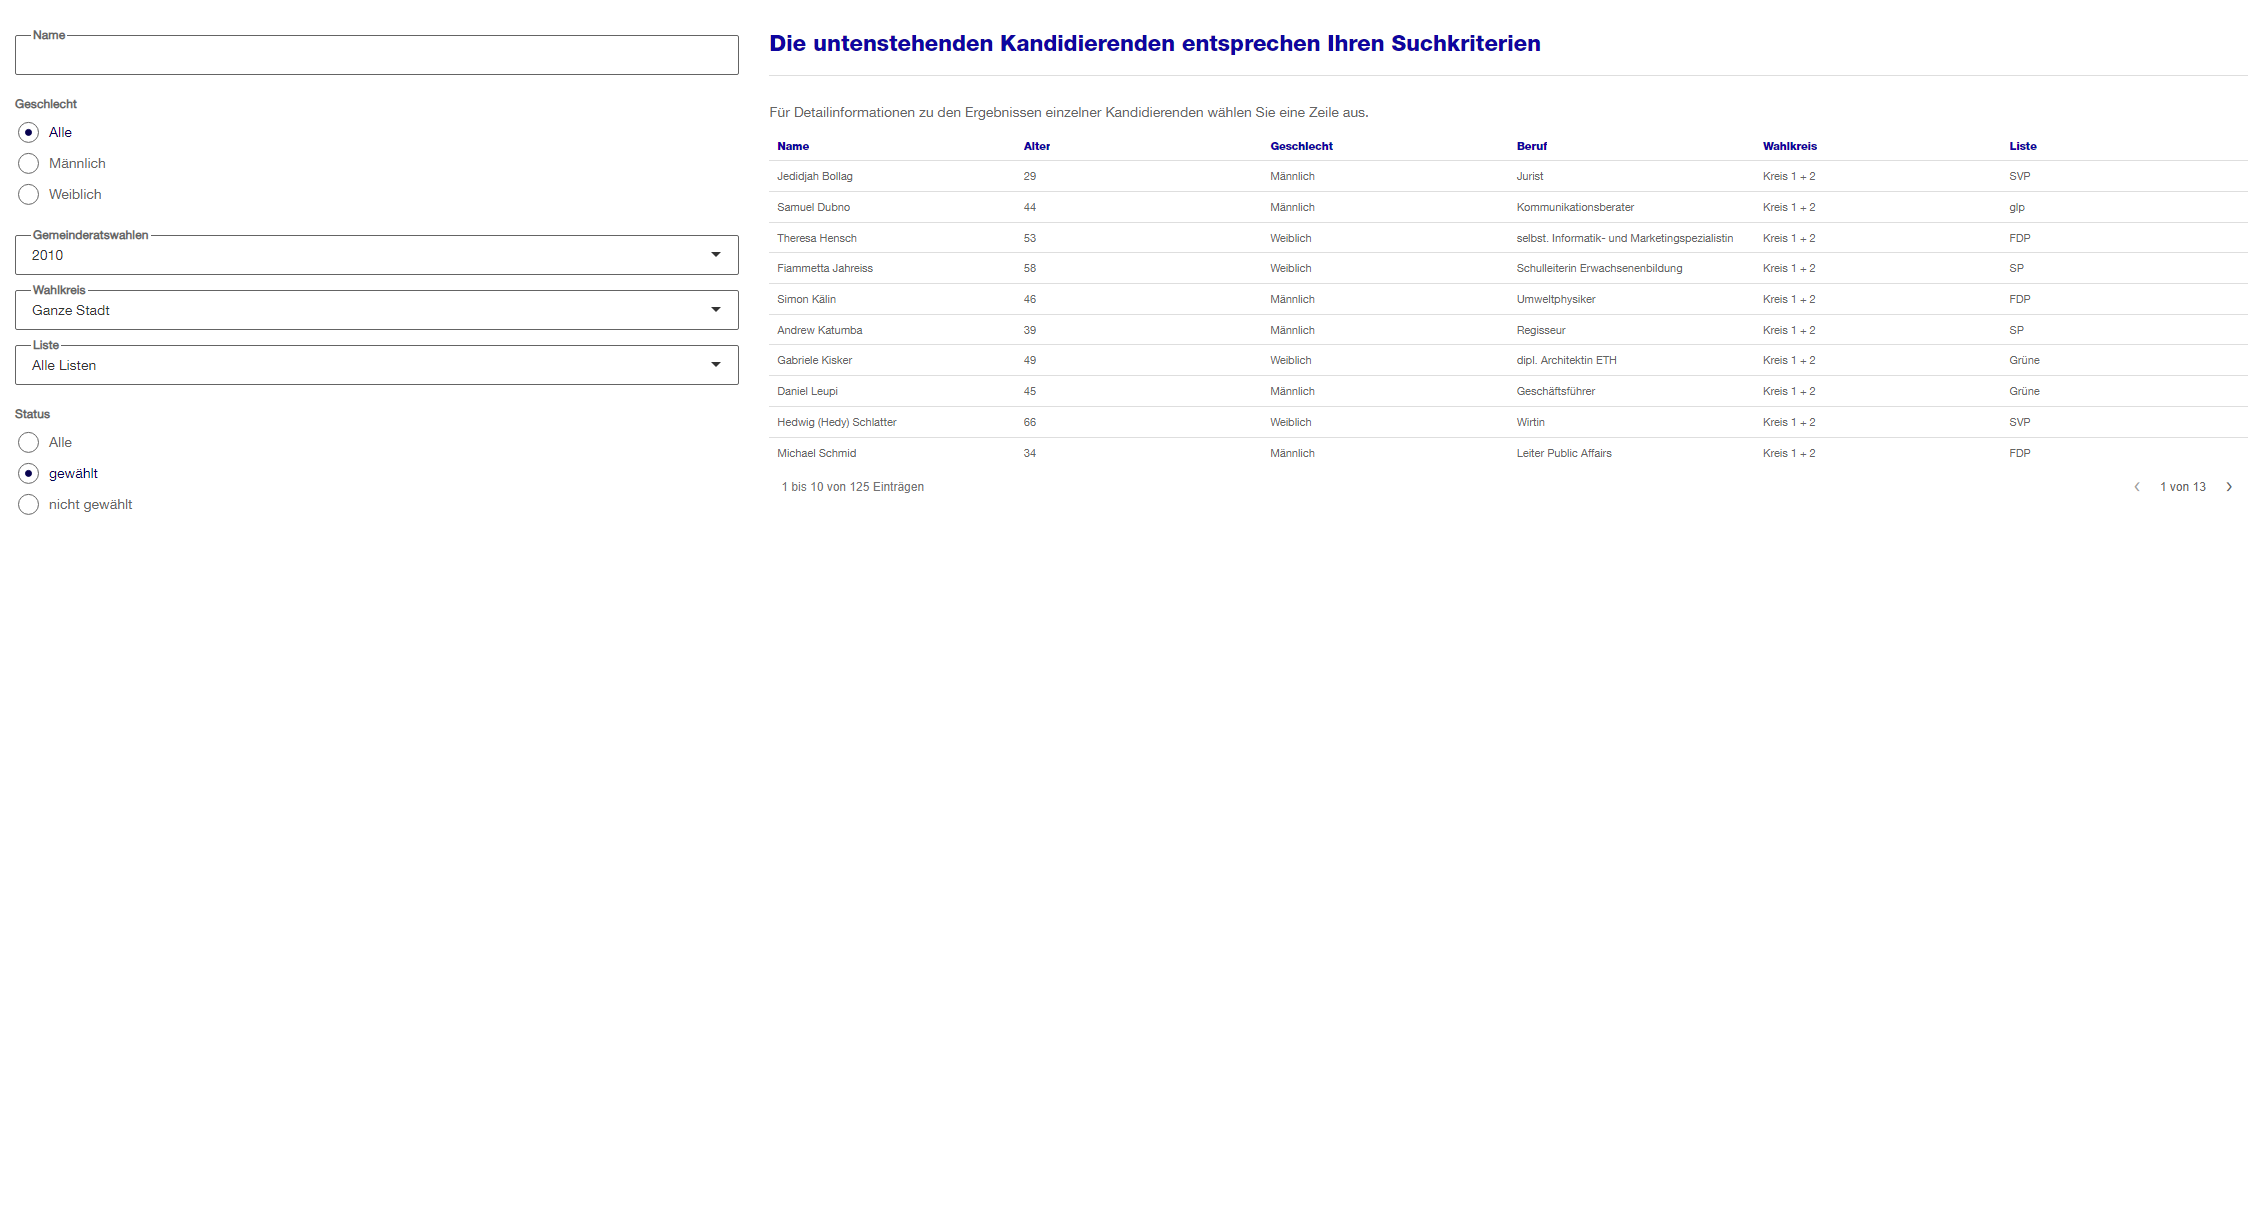 Name
Geschlecht
Alle
Männlich
Weiblich
Gemeinderatswahlen
2010
Wahlkreis
Ganze Stadt
Liste
Alle Listen
Status
Alle
gewählt
nicht gewählt
Die untenstehenden Kandidierenden entsprechen Ihren Suchkriterien
Für Detailinformationen zu den Ergebnissen einzelner Kandidierenden wählen Sie eine Zeile aus.
Name Alter Geschlecht Beruf Wahlkreis Liste
Jedidjah Bollag 29 Männlich Jurist Kreis 1 + 2 SVP
Samuel Dubno 44 Männlich Kommunikationsberater Kreis 1 + 2 glp
Theresa Hensch 53 Weiblich selbst. Informatik- und Marketingspezialistin Kreis 1 + 2 FDP
Fiammetta Jahreiss 58 Weiblich Schulleiterin Erwachsenenbildung Kreis 1 + 2 SP
Simon Kälin 46 Männlich Umweltphysiker Kreis 1 + 2 FDP
Andrew Katumba 39 Männlich Regisseur Kreis 1 + 2 SP
Gabriele Kisker 49 Weiblich dipl. Architektin ETH Kreis 1 + 2 Grüne
Daniel Leupi 45 Männlich Geschäftsführer Kreis 1 + 2 Grüne
Hedwig (Hedy) Schlatter 66 Weiblich Wirtin Kreis 1 + 2 SVP
Michael Schmid 34 Männlich Leiter Public Affairs Kreis 1 + 2 FDP
1 bis 10 von 125 Einträgen
1 von 13